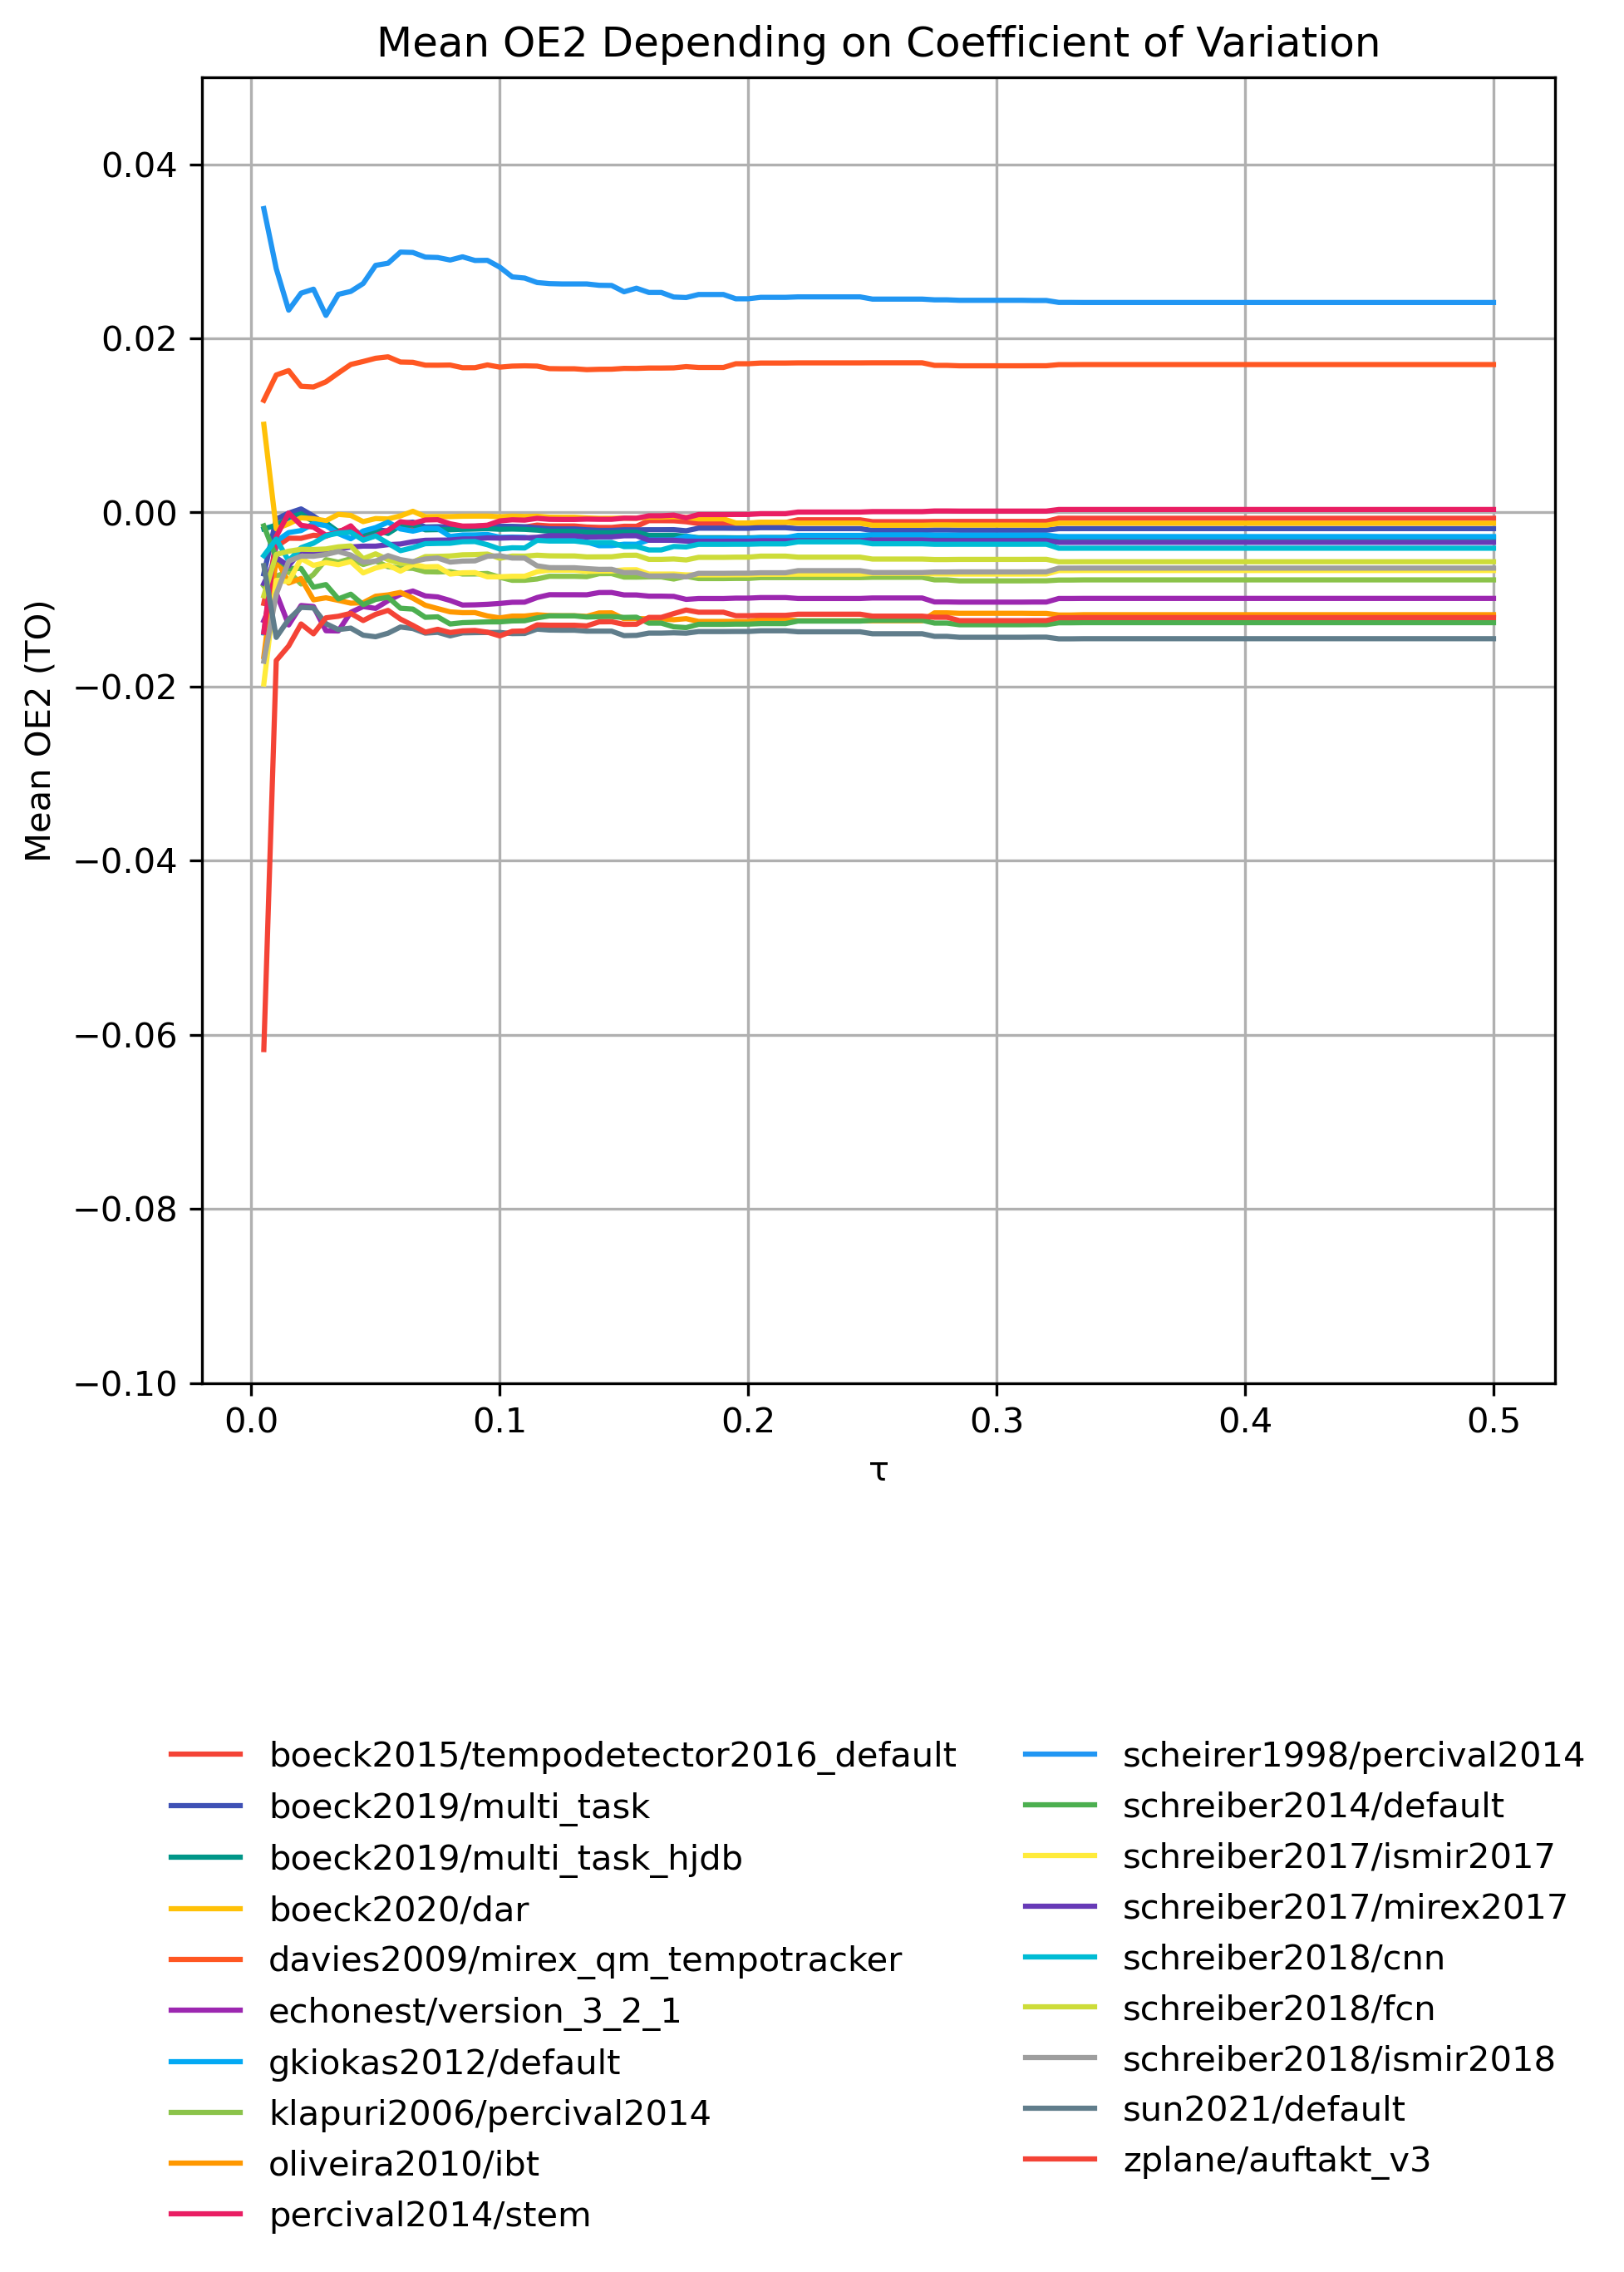 Mean OE2 Depending on Coefficient of Variation
0.04
0.02
0.00
−0.02
−0.04
−0.06
−0.08
−0.10
Mean OE2 (TO)
0.0 0.1 0.2 0.3 0.4 0.5
τ
boeck2015/tempodetector2016_default
boeck2019/multi_task
boeck2019/multi_task_hjdb
boeck2020/dar
davies2009/mirex_qm_tempotracker
echonest/version_3_2_1
gkiokas2012/default
klapuri2006/percival2014
oliveira2010/ibt
percival2014/stem
scheirer1998/percival2014
schreiber2014/default
schreiber2017/ismir2017
schreiber2017/mirex2017
schreiber2018/cnn
schreiber2018/fcn
schreiber2018/ismir2018
sun2021/default
zplane/auftakt_v3